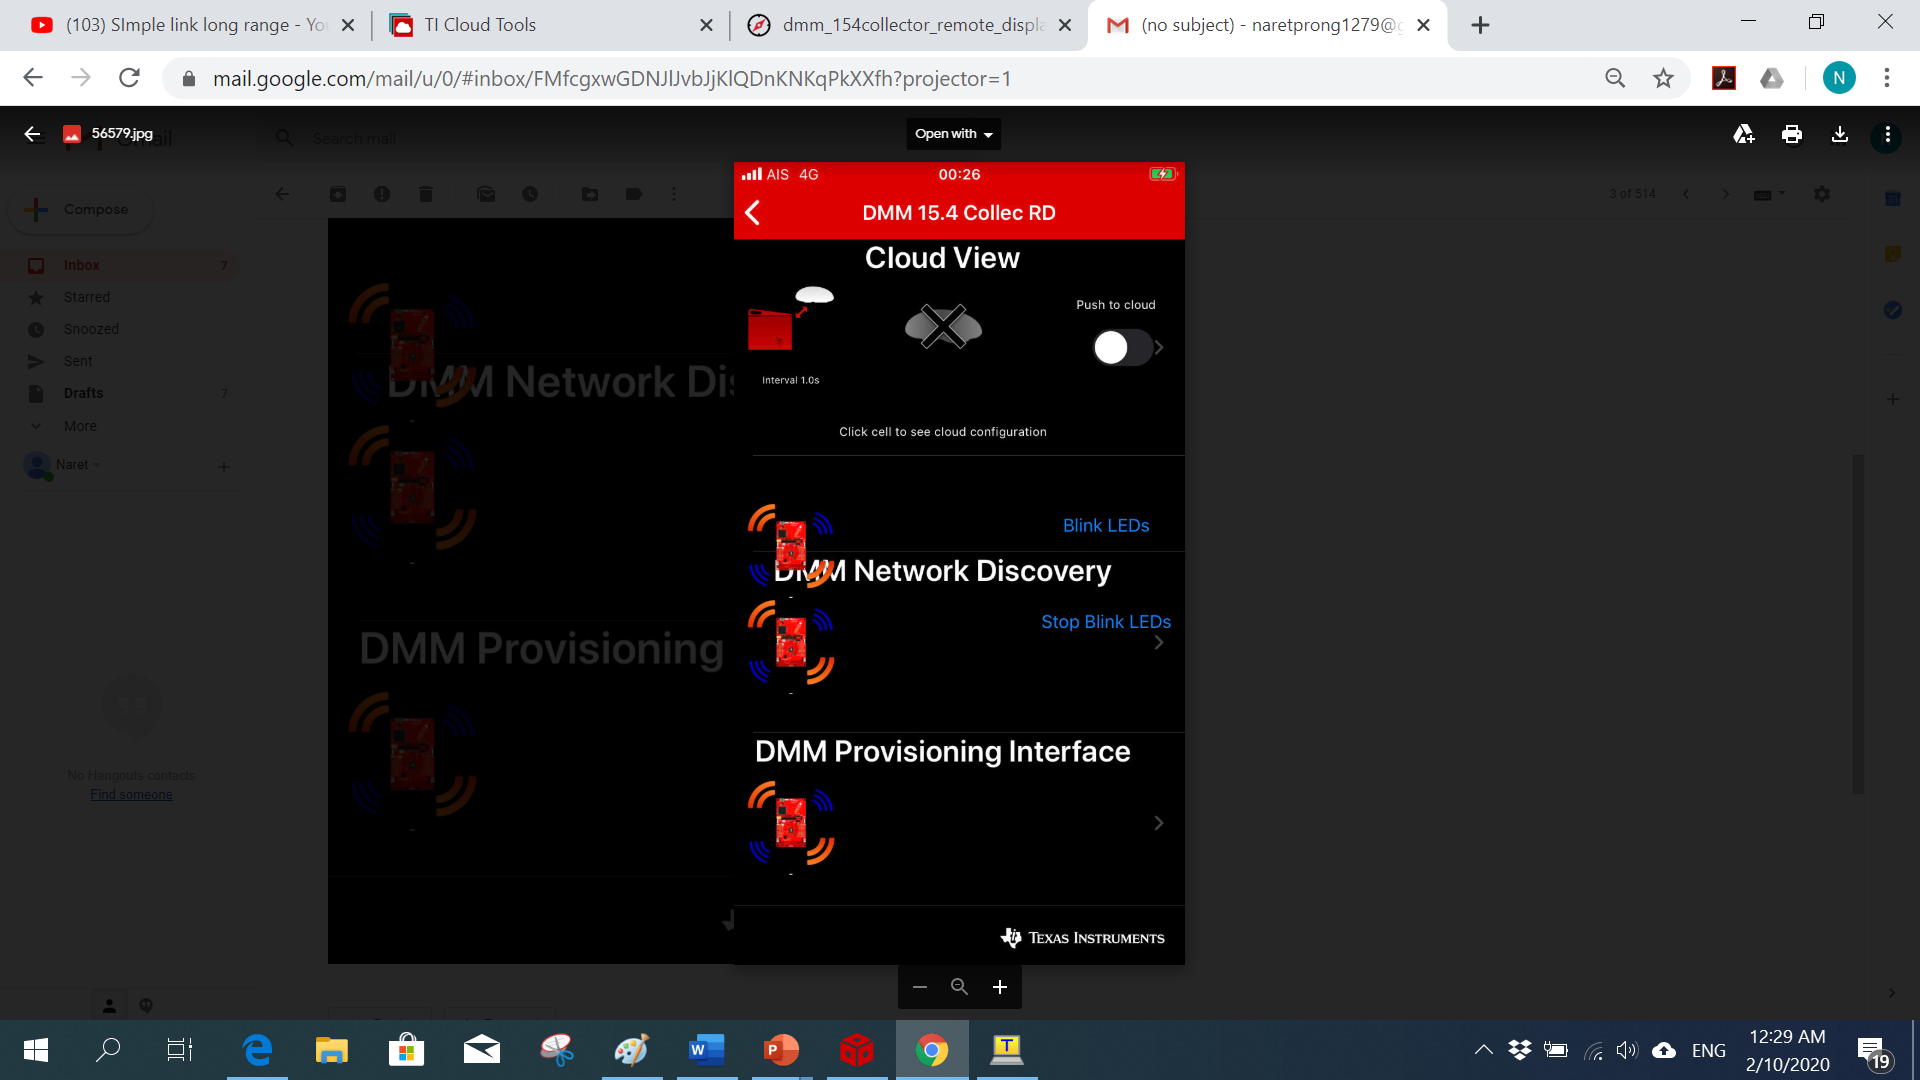 (103) SImple link long range - Yo
TI Cloud Tools
dmm_154collector_remote_displa
(no subject) - naretprong1279@g
mail.google.com/mail/u/0/#inbox/FMfcgxwGDNJlJvbJjKlQDnKNKqPkXXfh?projector=1
N
56579.jpg
Gmail
Search mail
Open with
Compose
3 of 514
Inbox 7
Starred
Snoozed
Sent
Drafts 7
More
Naret
No Hangouts contacts
Find someone
DMM Network Dis
DMM Provisioning
AIS 4G 00:26
DMM 15.4 Collec RD
Cloud View
Push to cloud
Interval 1.0s
Click cell to see cloud configuration
Blink LEDs
DMM Network Discovery
-
Stop Blink LEDs
-
DMM Provisioning Interface
-
TEXAS INSTRUMENTS
ENG
12:29 AM
2/10/2020
19